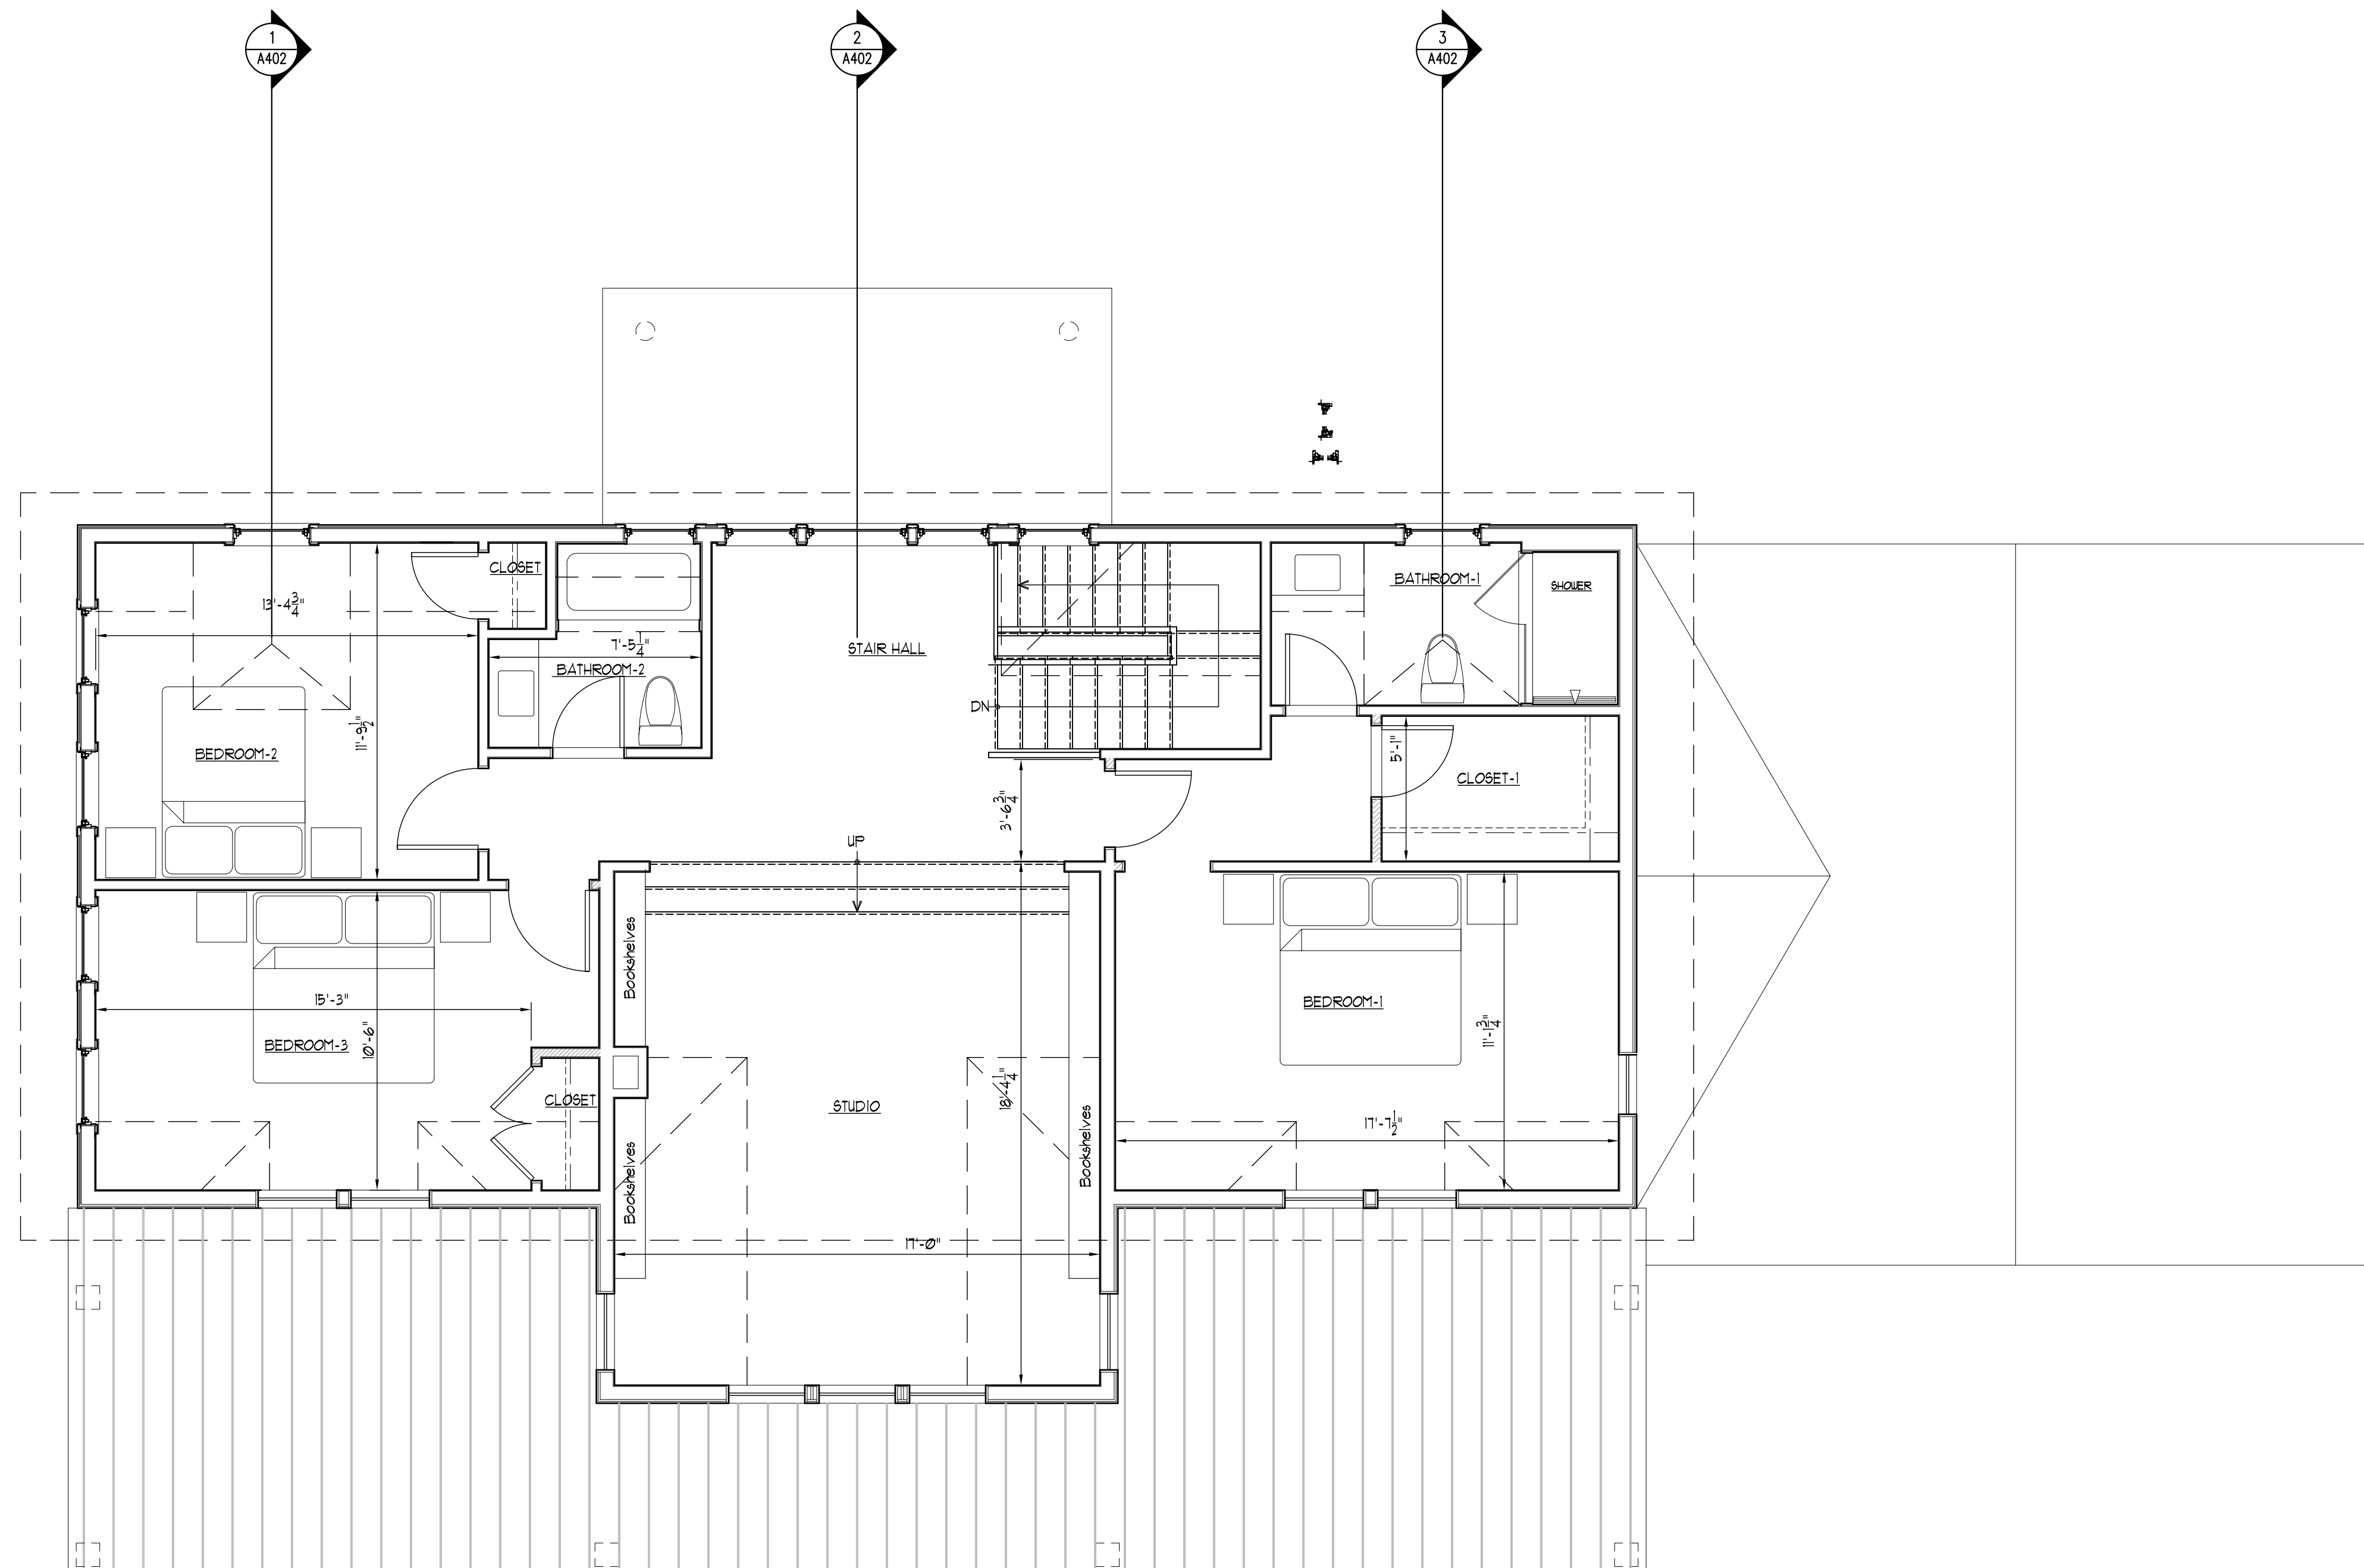 1
A402
2
A402
3
A402
CLOSET
13'-4 3/4"
BATHROOM-1
SHOWER
7'-5 1/4"
BATHROOM-2
STAIR HALL
DN
11'-9 1/2"
BEDROOM-2
5'-1"
CLOSET-1
3'-6 3/4"
UP
Bookshelves
15'-3"
10'-6"
BEDROOM-3
BEDROOM-1
11'-1 3/4"
CLOSET
STUDIO
18'-4 1/4"
17'-7 1/2"
Bookshelves
Bookshelves
17'-0"